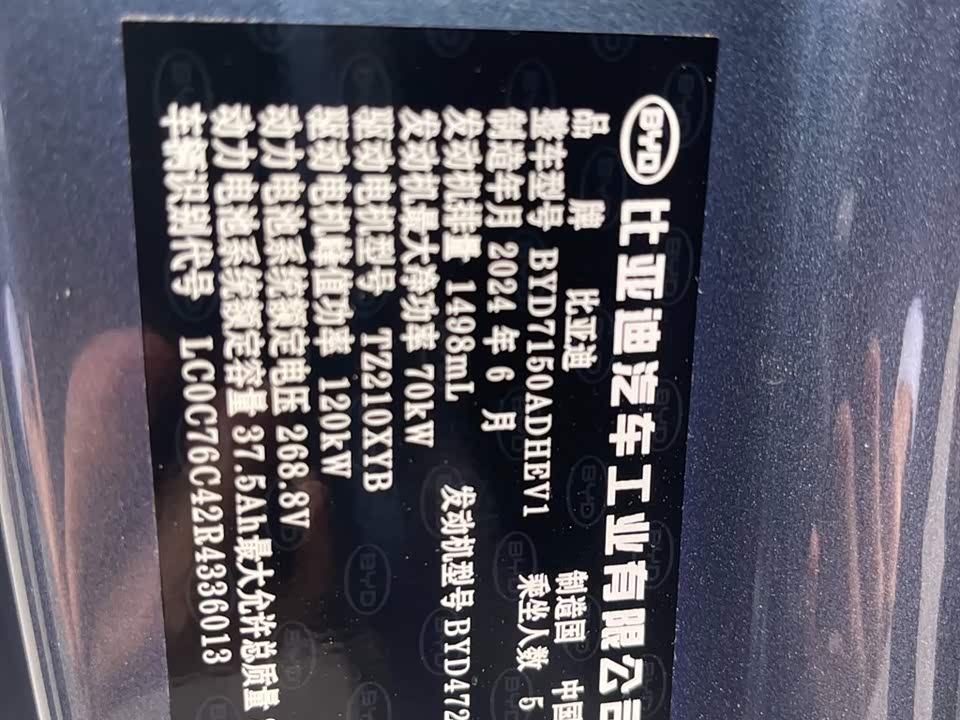 BYD 比亚迪汽车工业有限公司
品牌 比亚迪 制造国 中国
整车型号 BYD7150ADHEV1 乘坐人数 5
制造年月 2024 年 6 月
发动机排量 1498mL 发动机型号 BYD472
发动机最大净功率 70kW
驱动电机型号 TZ210XYB
驱动电机峰值功率 120kW
动力电池系统额定电压 268.8V
动力电池系统额定容量 37.5Ah 最大允许总质量
车辆识别代号 LC0C76C42R4336013